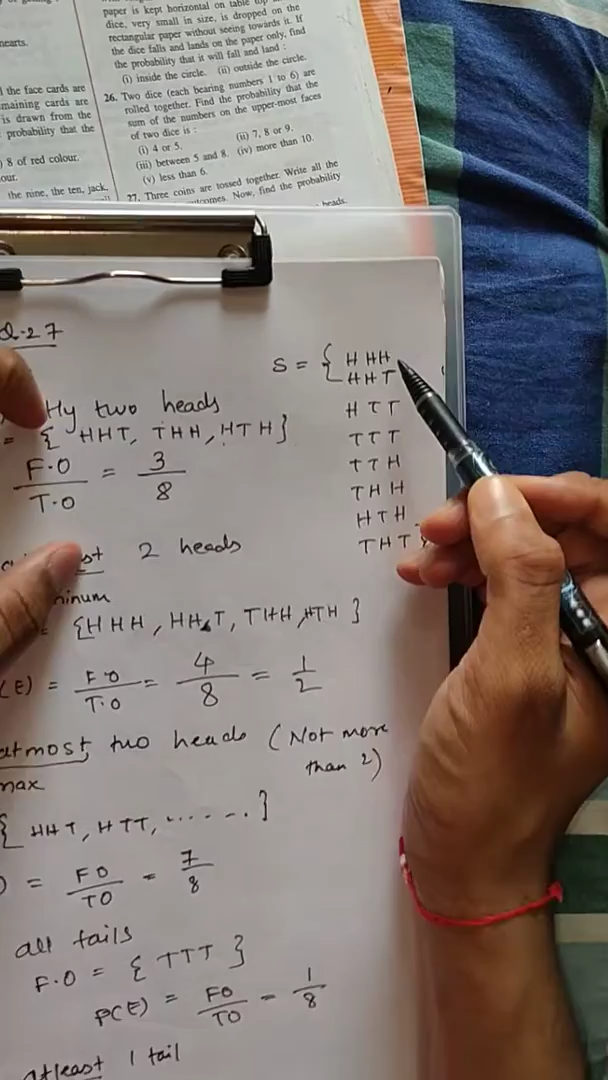 paper is kept horizontal on table top
dice, very small in size, is dropped on the
rectangular paper without seeing towards it. If
the dice falls and lands on the paper only, find
the probability that it will fall and land :
(i) inside the circle. (ii) outside the circle.
26. Two dice (each bearing numbers 1 to 6) are
rolled together. Find the probability that the
sum of the numbers on the upper-most faces
of two dice is :
(i) 4 or 5. (ii) 7, 8 or 9.
(iii) between 5 and 8. (iv) more than 10.
(v) less than 6.
27. Three coins are tossed together. Write all the
Now, find the probability
heads.
hearts.
the face cards are
maining cards are
is drawn from the
probability that the
8 of red colour.
our.
the nine, the ten, jack,
Q-27
S = { H HH
HHT
HTT
TTT
TTH
THH
HTH
THT }
two heads
= { HHT, THH, HTH }
F.O / T.O = 3/8
2 heads
= {HHH, HHT, THH, HTH }
(E) = F.O / T.O = 4/8 = 1/2
atmost two heads (Not more
than 2)
max
{ HHT, HTT, ...... }
) = FO / TO = 7/8
all tails
F.O = { TTT }
P(E) = FO / TO = 1/8
atleast 1 tail